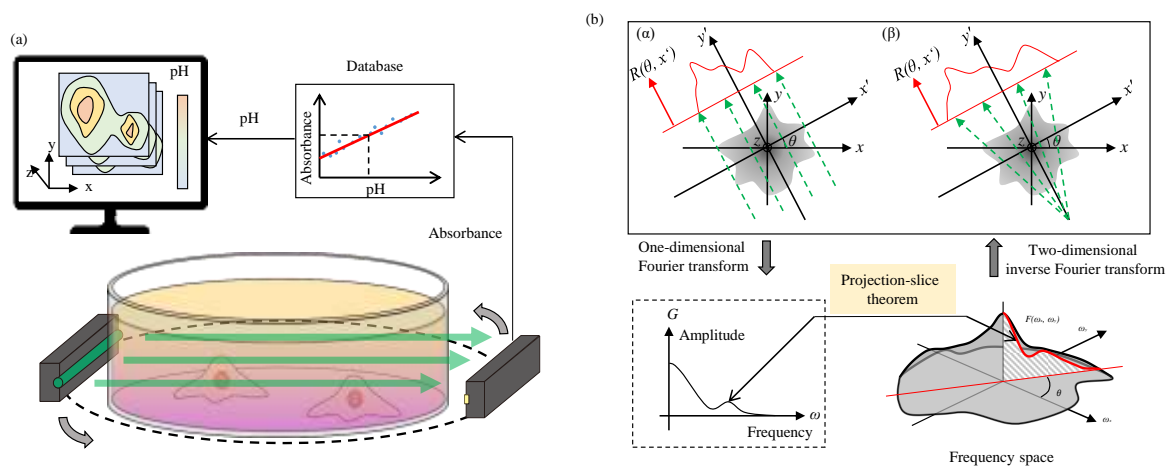 (a)
pH
y
z
x
pH
Database
Absorbance
pH
Absorbance
(b)
(α)
R(θ, x')
y'
x'
y
z
θ
x
(β)
R(θ, x')
y'
x'
y
z
θ
x
One-dimensional
Fourier transform
Two-dimensional
inverse Fourier transform
Projection-slice
theorem
G
Amplitude
ω
Frequency
θ
Frequency space